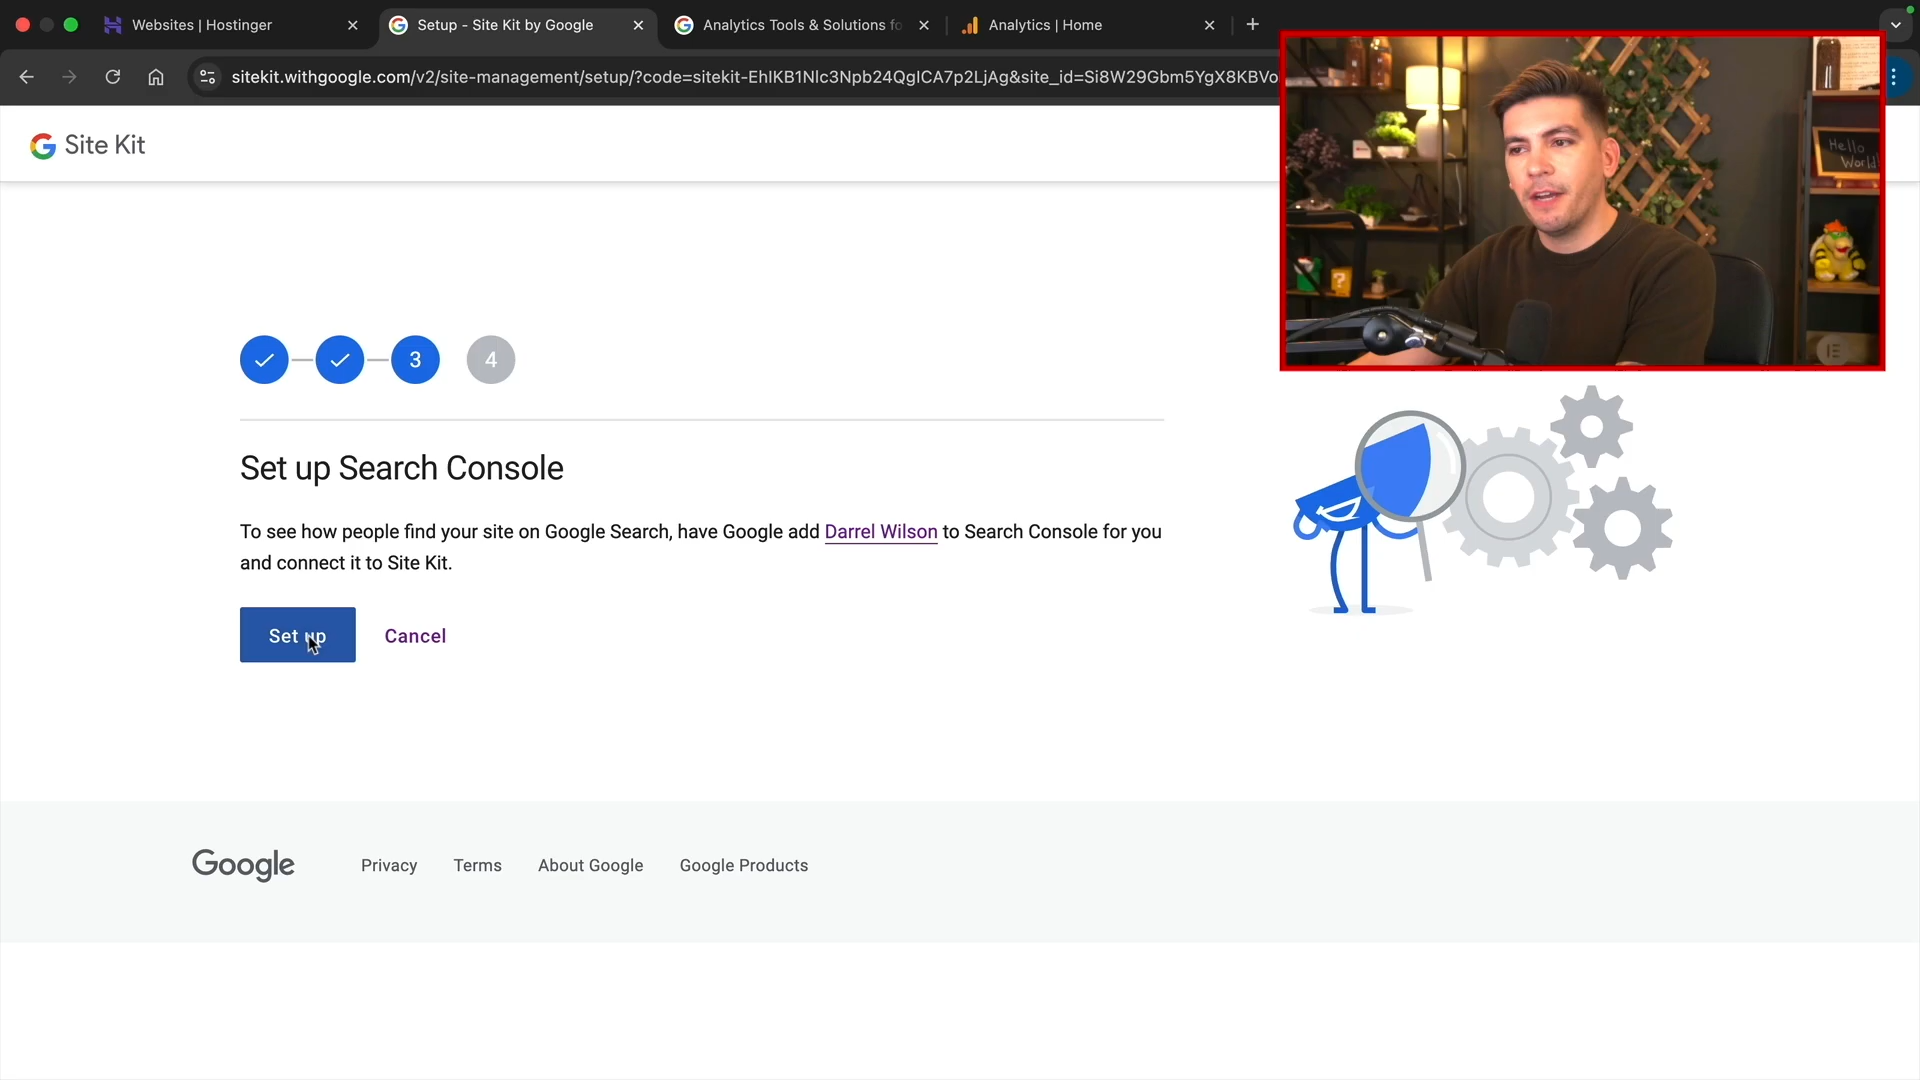 Websites | Hostinger
Setup - Site Kit by Google
Analytics Tools & Solutions fo
Analytics | Home
sitekit.withgoogle.com/v2/site-management/setup/?code=sitekit-EhIKB1NIc3Npb24QgICA7p2LjAg&site_id=Si8W29Gbm5YgX8KBVo
G Site Kit
Hello
World!
3
4
Set up Search Console
To see how people find your site on Google Search, have Google add Darrel Wilson to Search Console for you
and connect it to Site Kit.
Set up
Cancel
Google
Privacy
Terms
About Google
Google Products